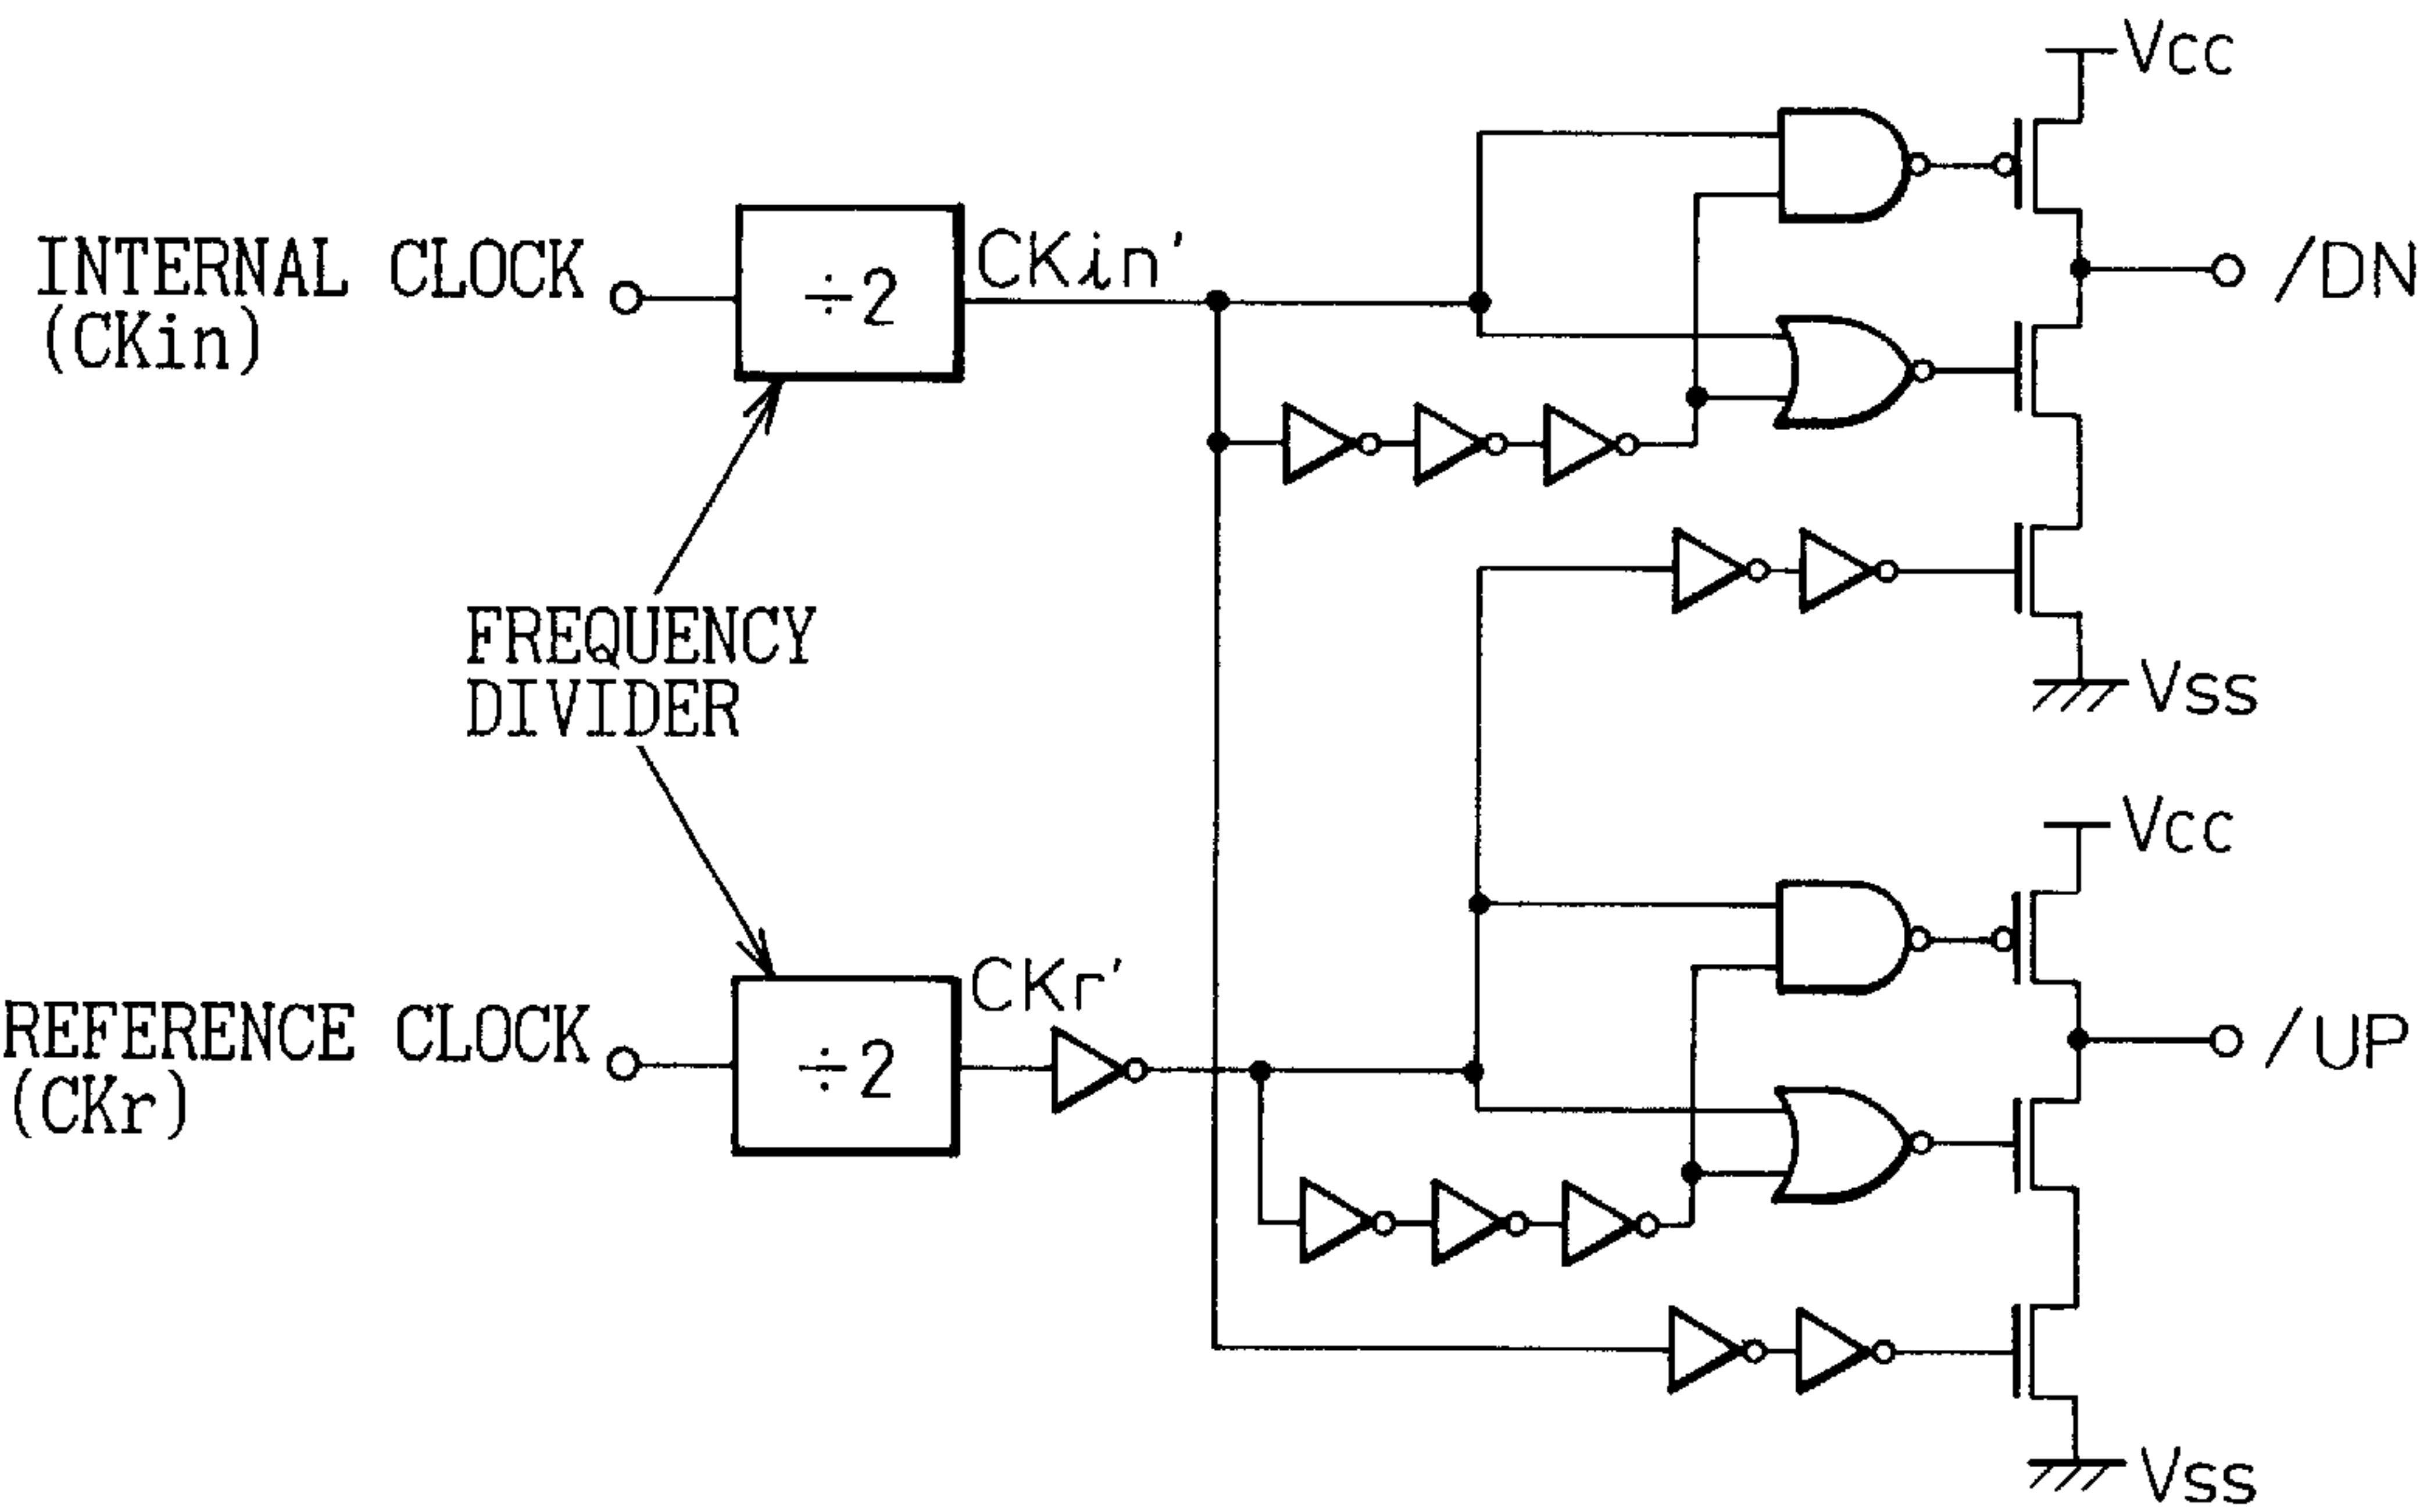 Vcc
INTERNAL CLOCK
(CKin)
÷2
CKin'
/DN
FREQUENCY
DIVIDER
Vss
Vcc
REFERENCE CLOCK
(CKr)
÷2
CKr'
/UP
Vss